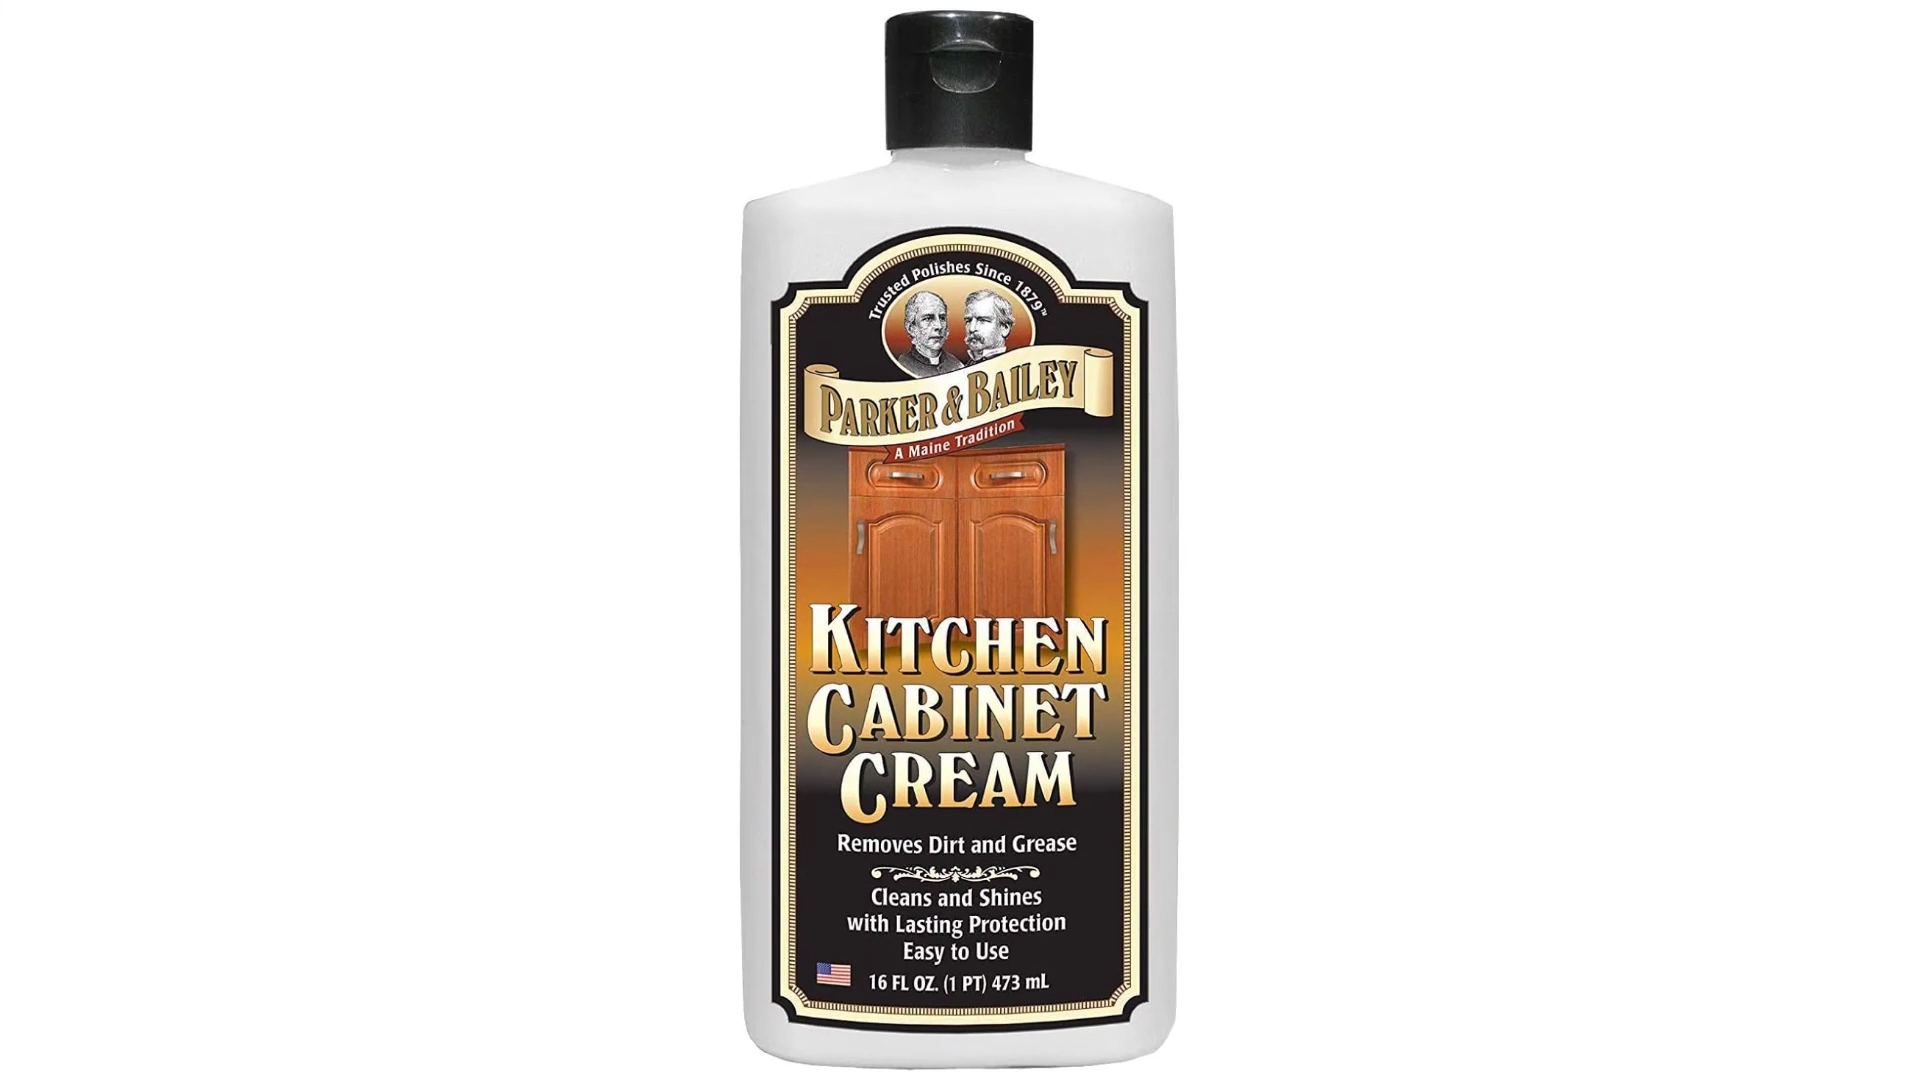 Trusted Polishes Since 1879™
PARKER & BAILEY
A Maine Tradition
KITCHEN
CABINET
CREAM
Removes Dirt and Grease
Cleans and Shines
with Lasting Protection
Easy to Use
16 FL OZ. (1 PT) 473 mL